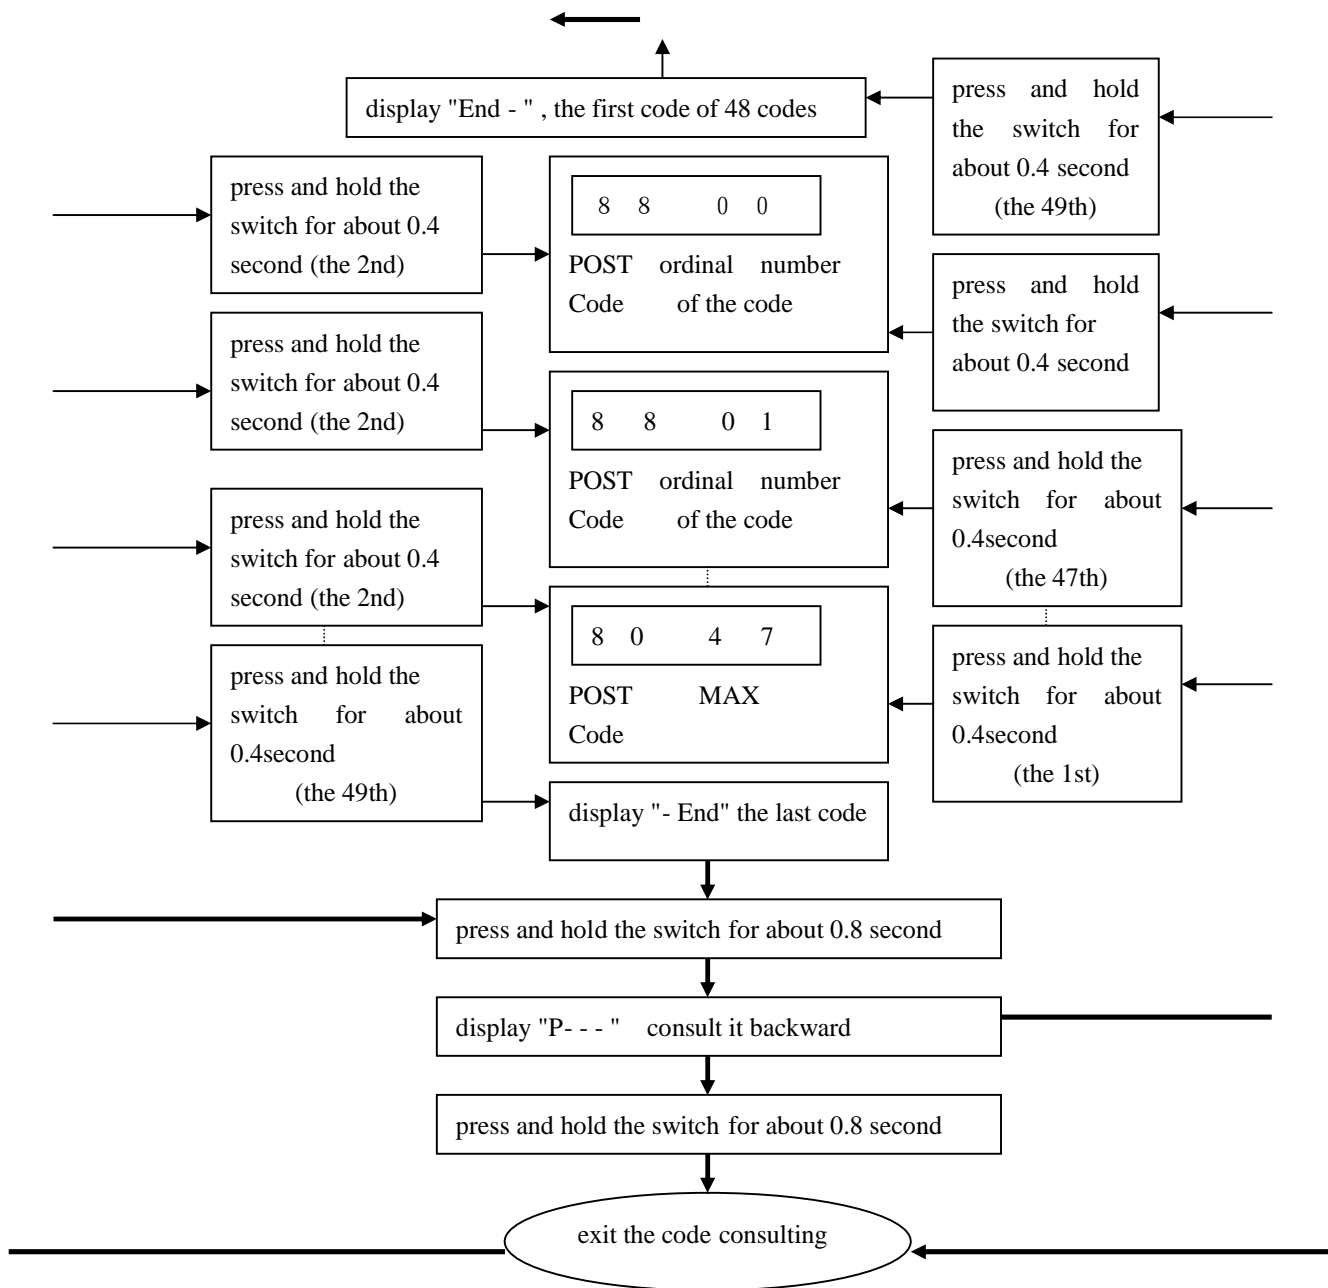 display "End - " , the first code of 48 codes
press and hold
the switch for
about 0.4 second
(the 49th)
press and hold the
switch for about 0.4
second (the 2nd)
8 8 0 0
POST ordinal number
Code of the code
press and hold
the switch for
about 0.4 second
press and hold the
switch for about 0.4
second (the 2nd)
8 8 0 1
POST ordinal number
Code of the code
press and hold the
switch for about
0.4second
(the 47th)
press and hold the
switch for about 0.4
second (the 2nd)
8 0 4 7
POST MAX
Code
press and hold the
switch for about
0.4second
(the 1st)
press and hold the
switch for about
0.4second
(the 49th)
display "- End" the last code
press and hold the switch for about 0.8 second
display "P- - - " consult it backward
press and hold the switch for about 0.8 second
exit the code consulting